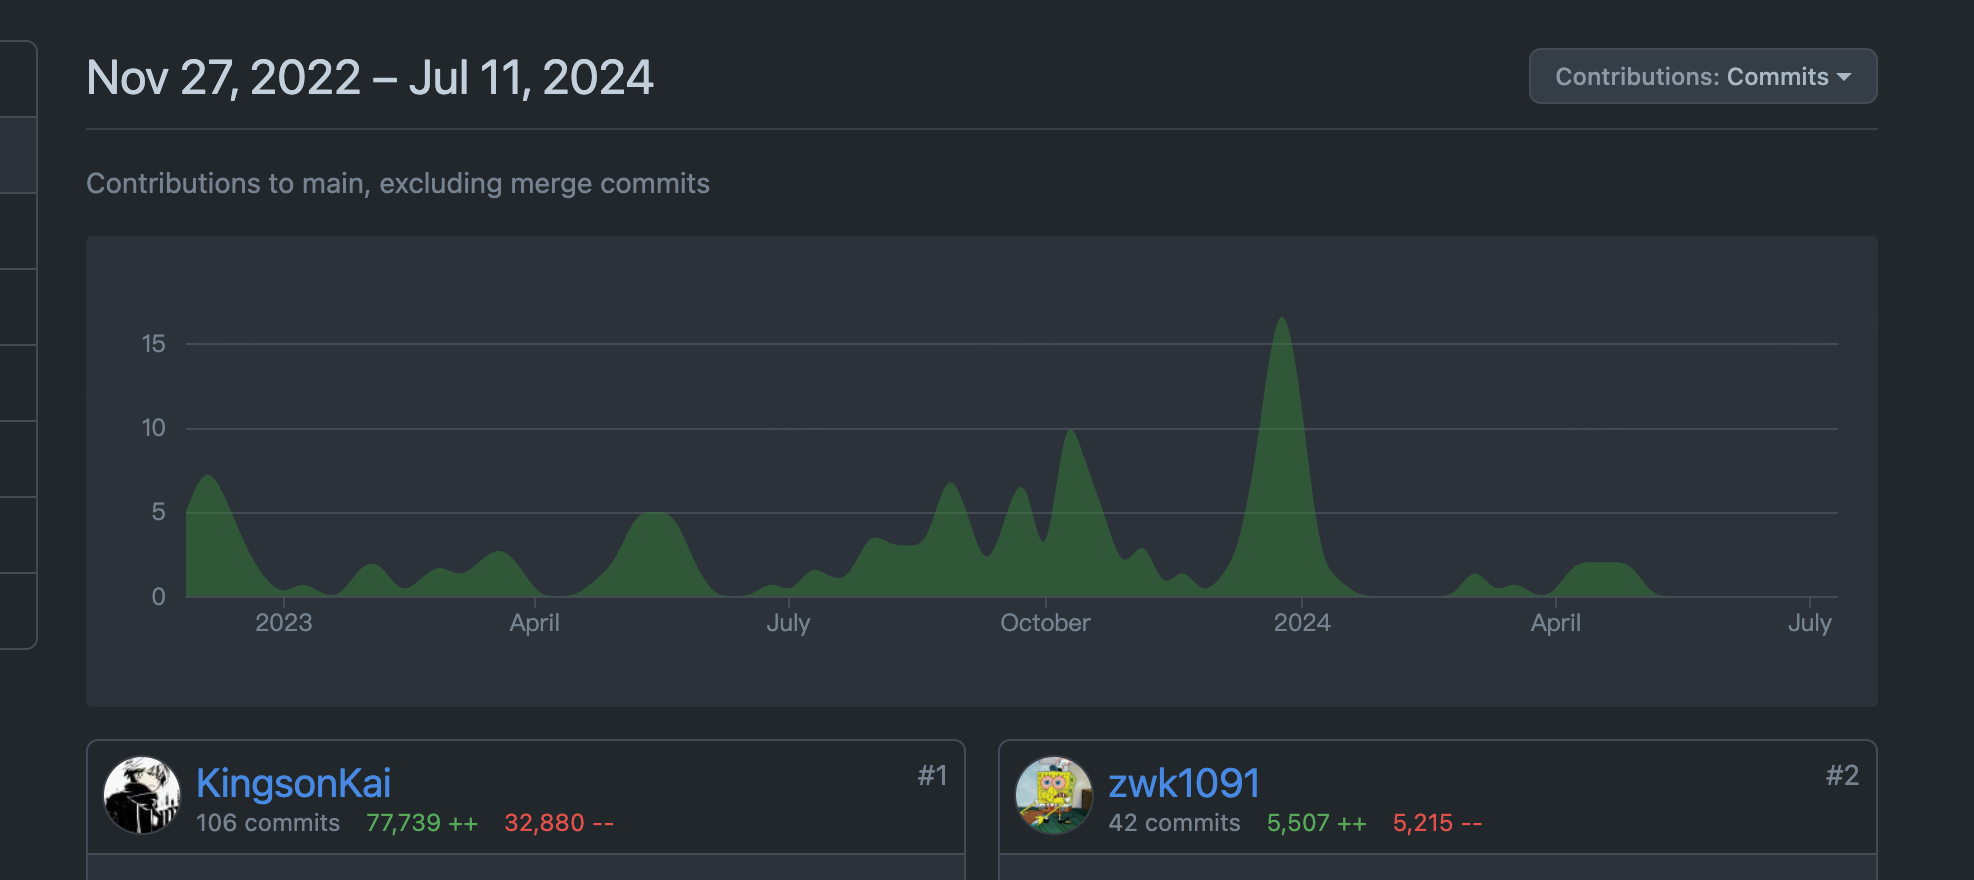 Nov 27, 2022 – Jul 11, 2024
Contributions: Commits
Contributions to main, excluding merge commits
15
10
5
0
2023 April July October 2024 April July
KingsonKai #1
106 commits 77,739 ++ 32,880 --
zwk1091 #2
42 commits 5,507 ++ 5,215 --